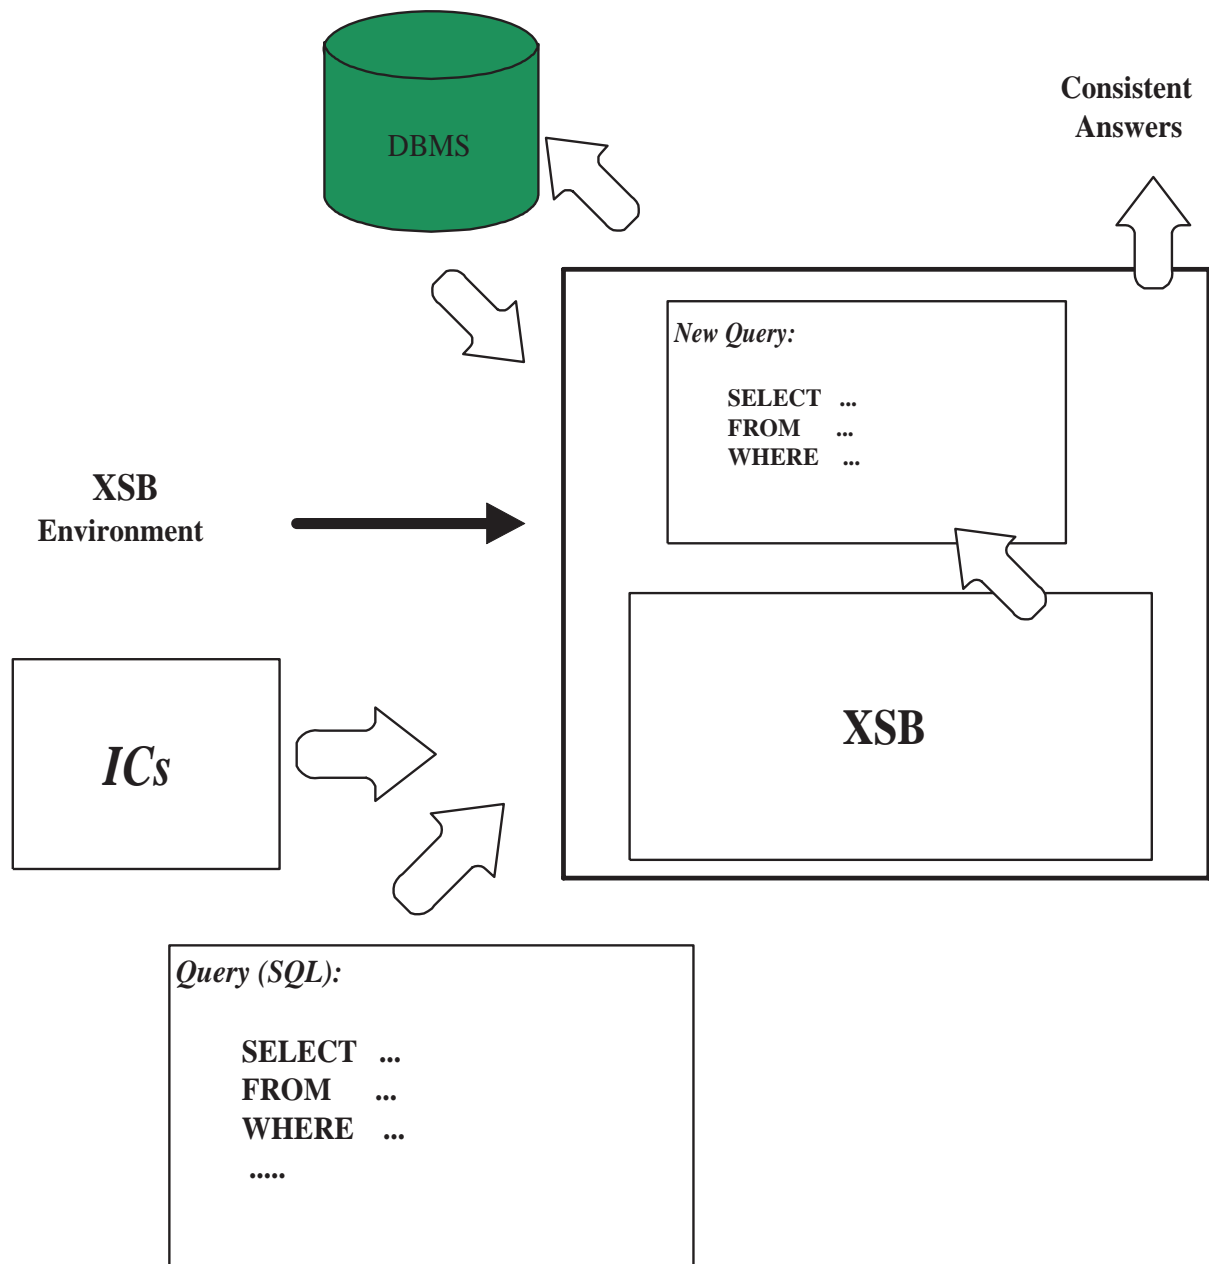 DBMS
Consistent
Answers
New Query:
SELECT ...
FROM ...
WHERE ...
XSB
Environment
XSB
ICs
Query (SQL):
SELECT ...
FROM ...
WHERE ...
.....